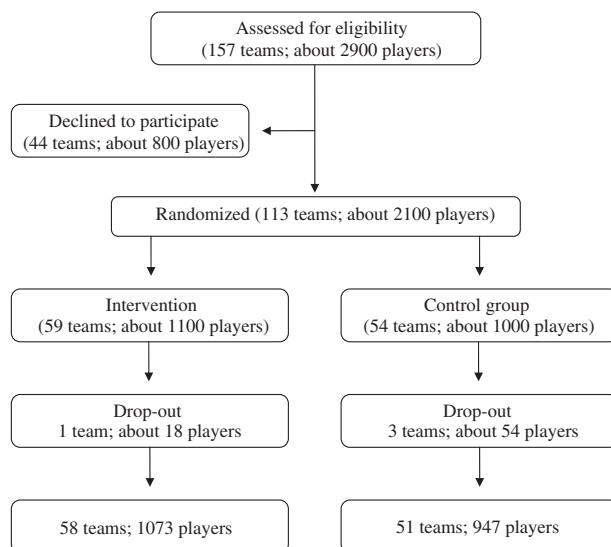 Assessed for eligibility
(157 teams; about 2900 players)
Declined to participate
(44 teams; about 800 players)
Randomized (113 teams; about 2100 players)
Intervention
(59 teams; about 1100 players)
Control group
(54 teams; about 1000 players)
Drop-out
1 team; about 18 players
Drop-out
3 teams; about 54 players
58 teams; 1073 players
51 teams; 947 players